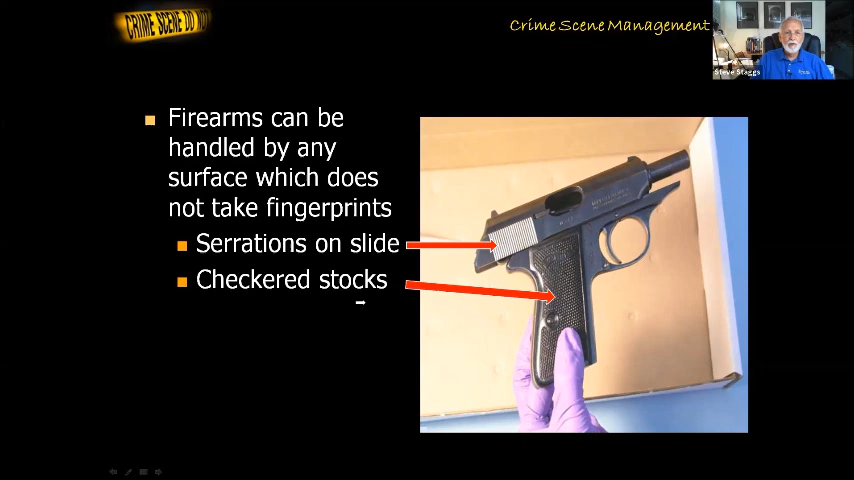 CRIME SCENE DO NOT
Crime Scene Management
Steve Staggs
Firearms can be
handled by any
surface which does
not take fingerprints
Serrations on slide
Checkered stocks